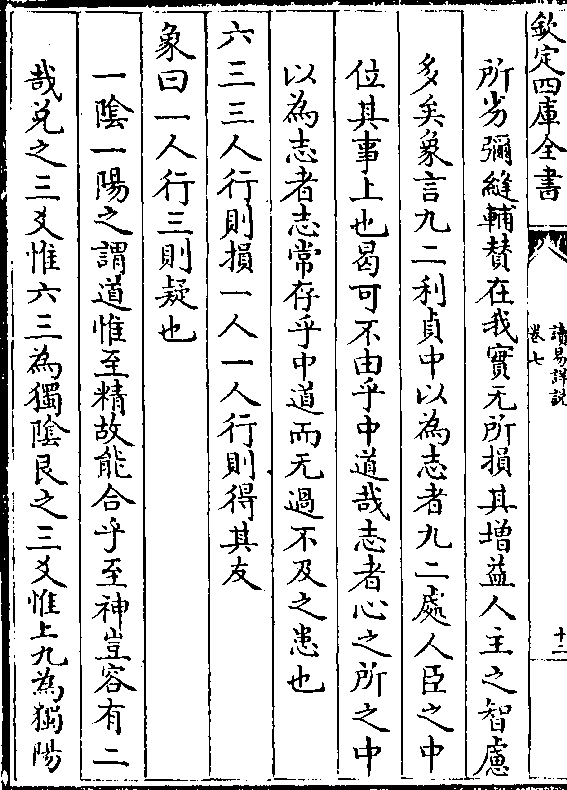 欽定四庫全書
讀易詳說
卷七
十二
所劣彌縫輔賛在我實无所損其增益人主之智慮
多矣象言九二利貞中以為志者九二處人臣之中
位其事上也曷可不由乎中道哉志者心之所之中
以為志者志常存乎中道而无過不及之患也
六三三人行則損一人一人行則得其友
象曰一人行三則疑也
一陰一陽之謂道惟至精故能合乎至神豈容有二
哉兌之三爻惟六三為獨陰艮之三爻惟上九為獨陽